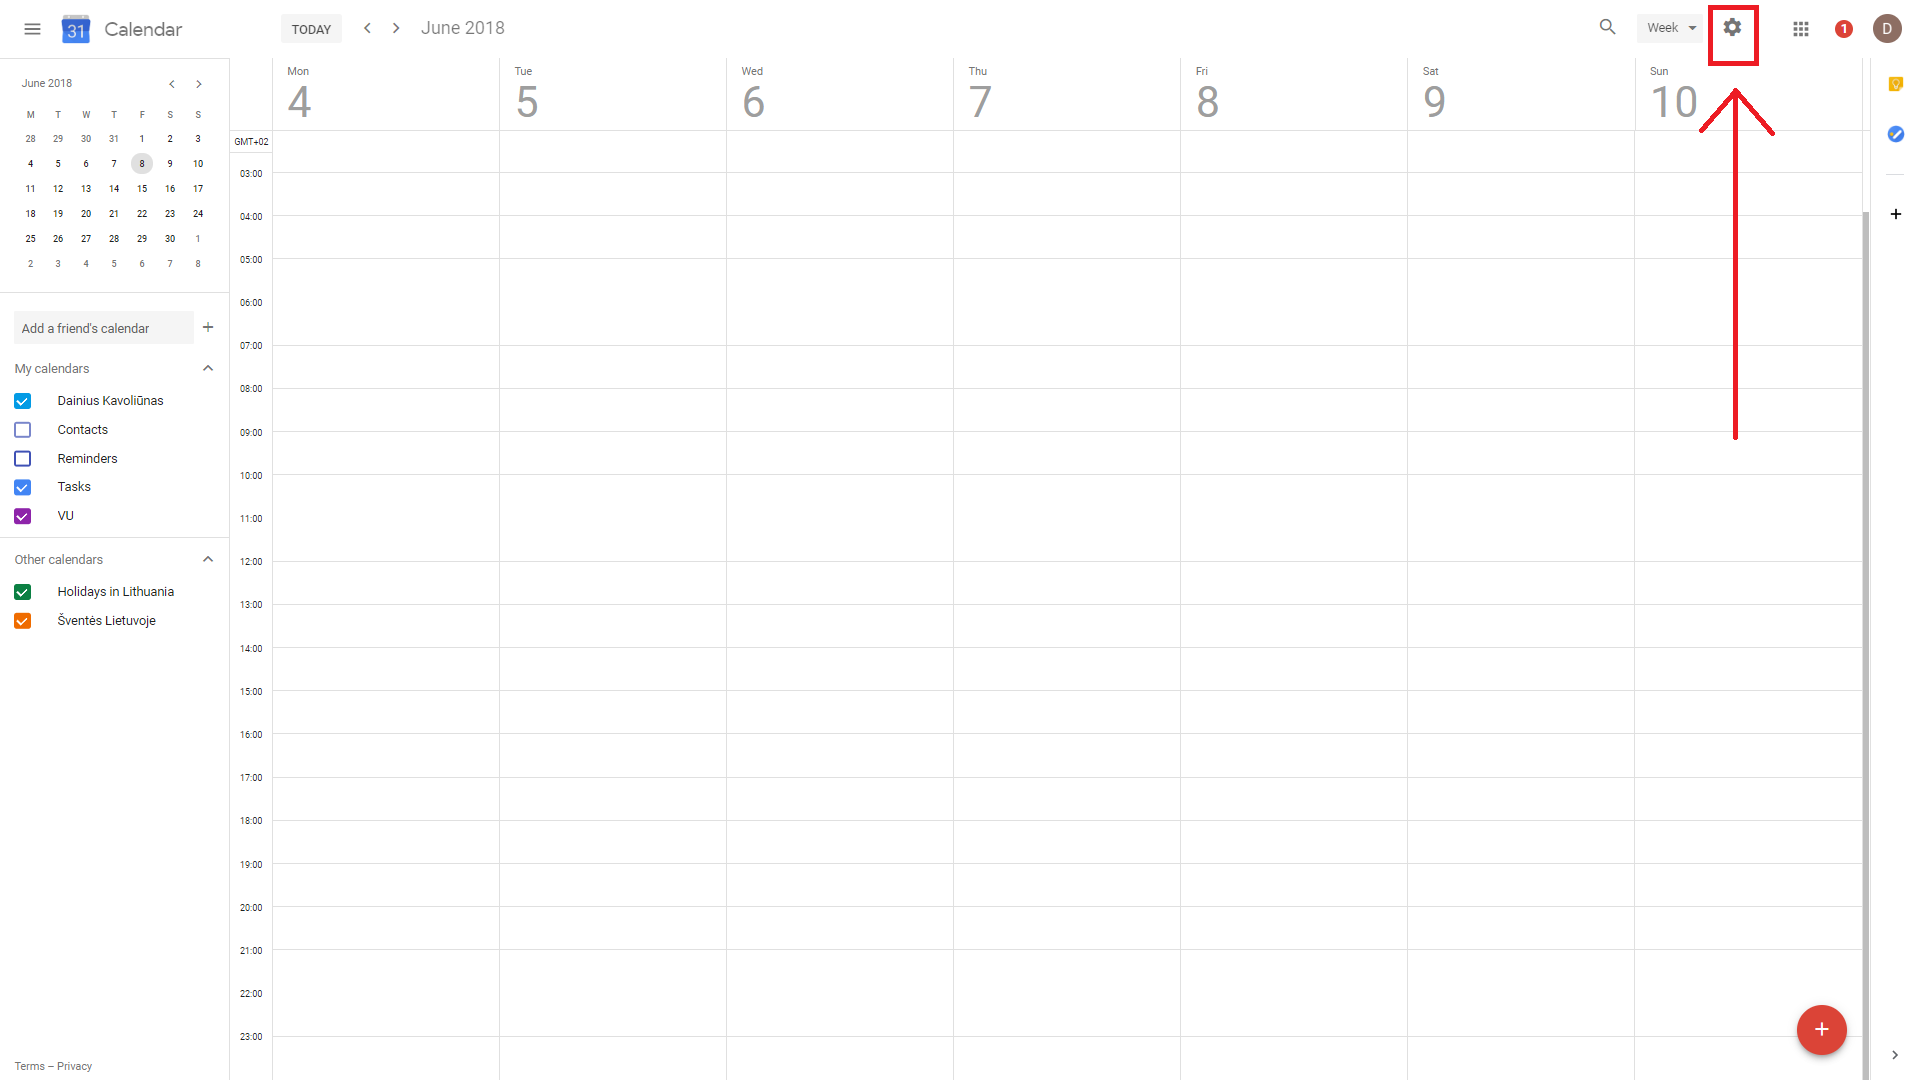 31 Calendar
TODAY June 2018
Week
1
D
June 2018
M T W T F S S
28 29 30 31 1 2 3
4 5 6 7 8 9 10
11 12 13 14 15 16 17
18 19 20 21 22 23 24
25 26 27 28 29 30 1
2 3 4 5 6 7 8
Add a friend's calendar +
My calendars
Dainius Kavoliūnas
Contacts
Reminders
Tasks
VU
Other calendars
Holidays in Lithuania
Šventės Lietuvoje
Terms – Privacy
Mon Tue Wed Thu Fri Sat Sun
4 5 6 7 8 9 10
GMT+02
03:00
04:00
05:00
06:00
07:00
08:00
09:00
10:00
11:00
12:00
13:00
14:00
15:00
16:00
17:00
18:00
19:00
20:00
21:00
22:00
23:00